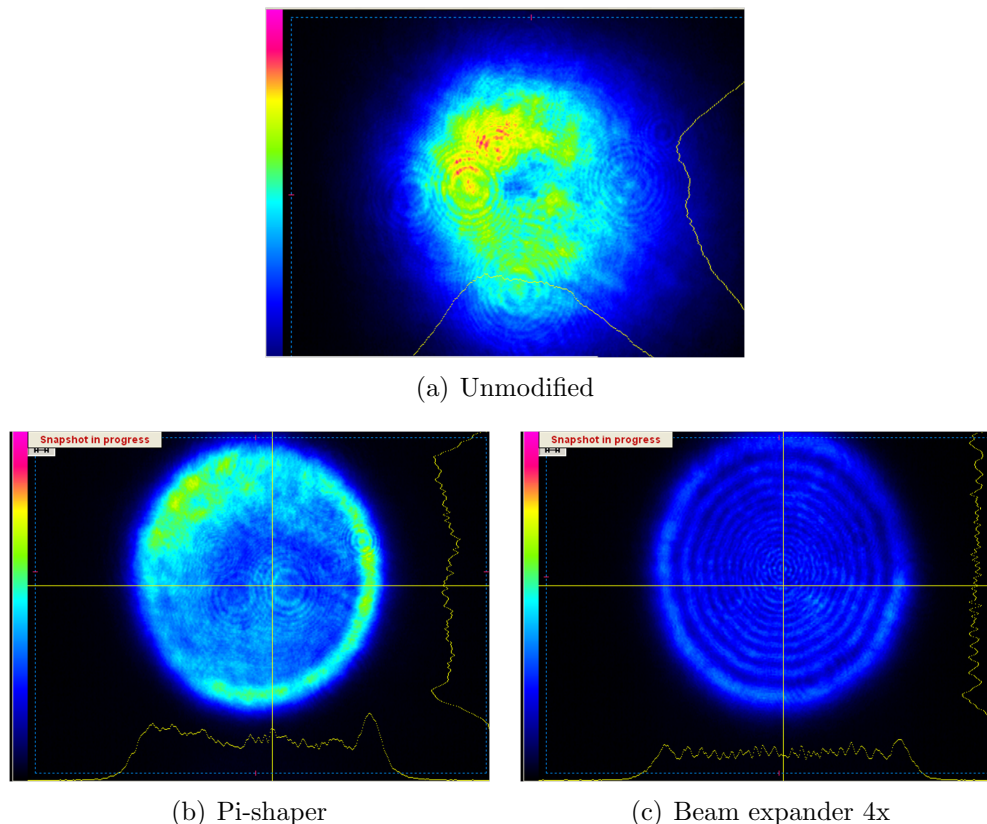 (a) Unmodified
Snapshot in progress
Snapshot in progress
(b) Pi-shaper
(c) Beam expander 4x